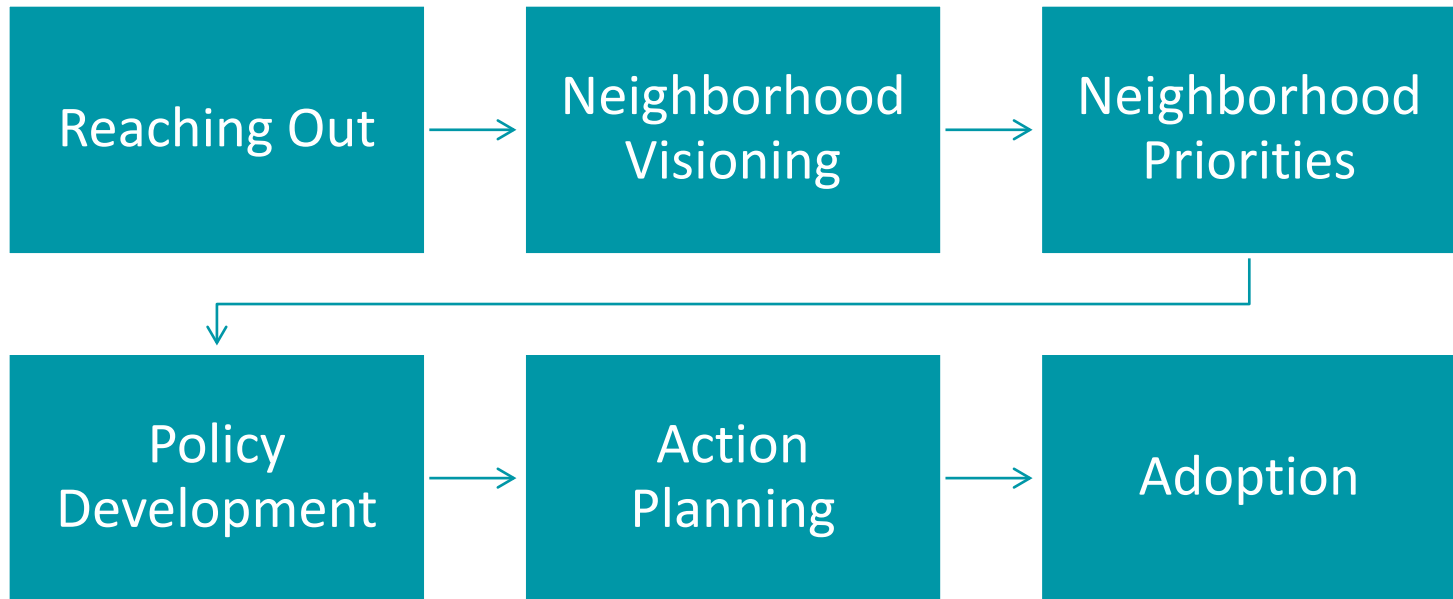 Reaching Out
Neighborhood
Visioning
Neighborhood
Priorities
Policy
Development
Action
Planning
Adoption